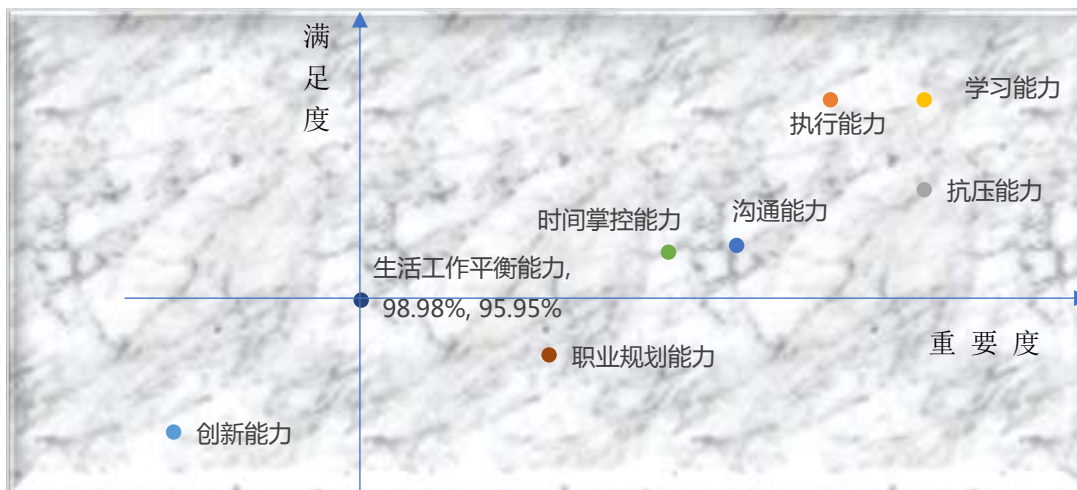 满足度
学习能力
执行能力
抗压能力
沟通能力
时间掌控能力
生活工作平衡能力,
98.98%, 95.95%
重要度
职业规划能力
创新能力